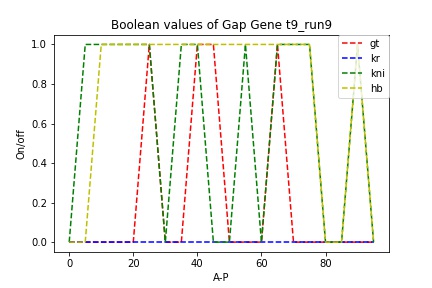 Boolean values of Gap Gene t9_run9
gt
kr
kni
hb
1.0
0.8
0.6
0.4
0.2
0.0
On/off
0 20 40 60 80
A-P